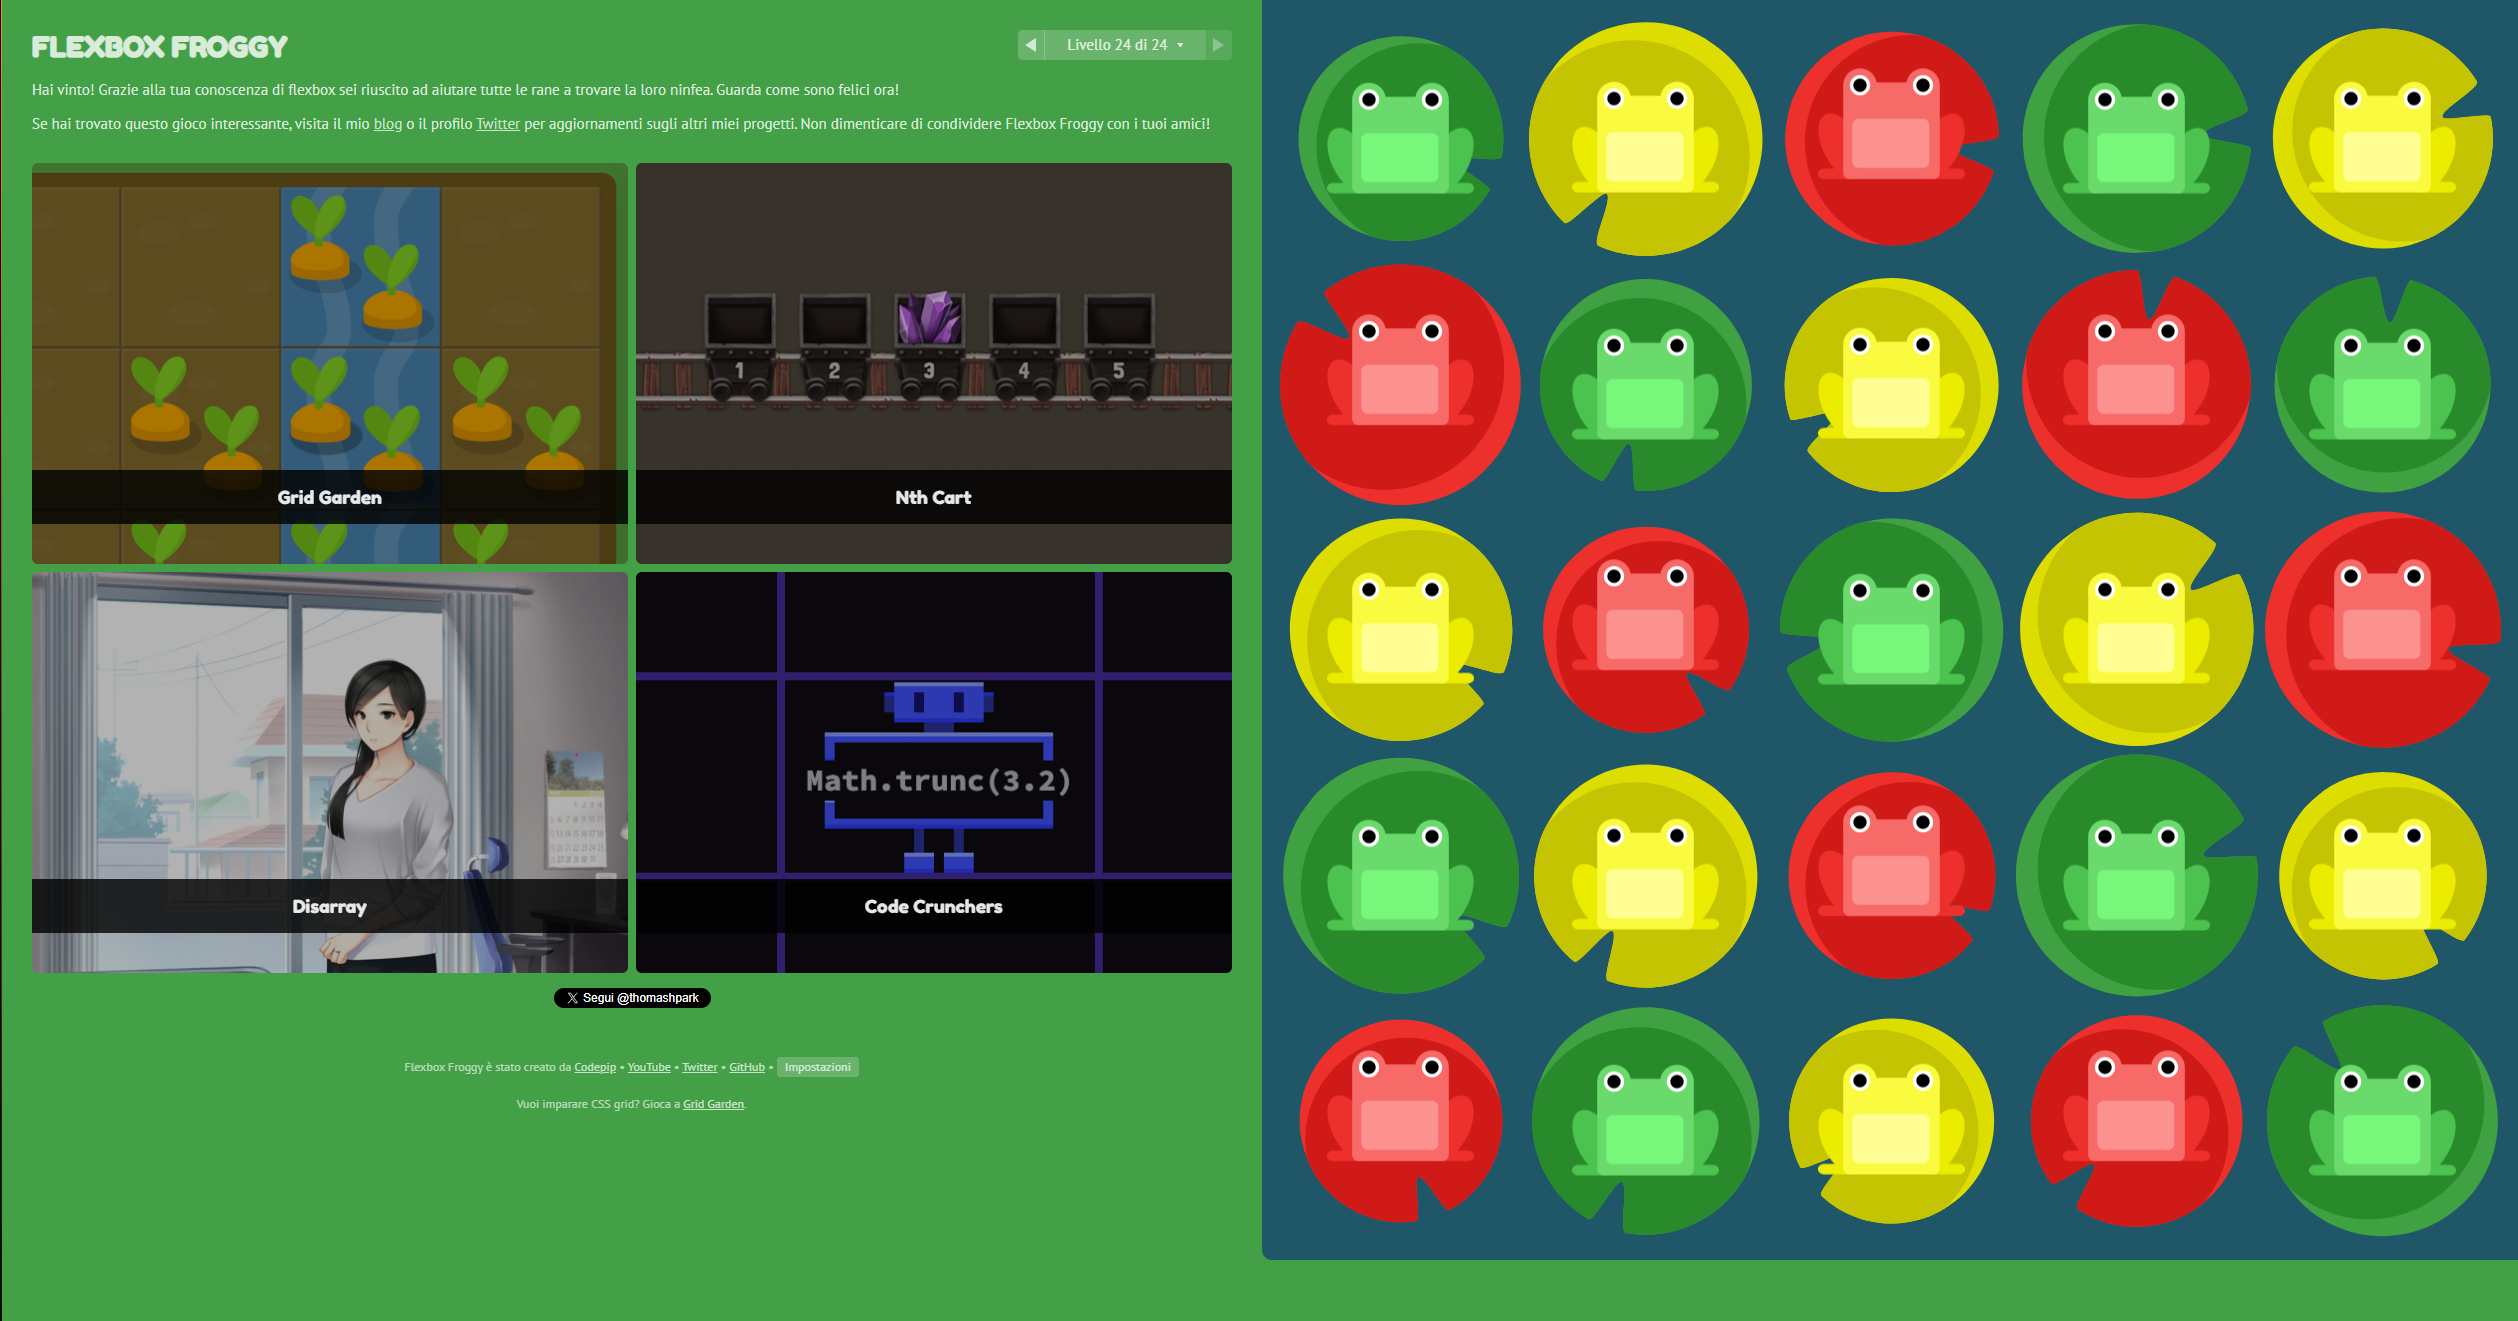 FLEXBOX FROGGY
Livello 24 di 24
Hai vinto! Grazie alla tua conoscenza di flexbox sei riuscito ad aiutare tutte le rane a trovare la loro ninfea. Guarda come sono felici ora!
Se hai trovato questo gioco interessante, visita il mio blog o il profilo Twitter per aggiornamenti sugli altri miei progetti. Non dimenticare di condividere Flexbox Froggy con i tuoi amici!
Grid Garden
1 2 3 4 5
Nth Cart
Disarray
Math.trunc(3.2)
Code Crunchers
Segui @thomashpark
Flexbox Froggy è stato creato da Codepip • YouTube • Twitter • GitHub • Impostazioni
Vuoi imparare CSS grid? Gioca a Grid Garden.